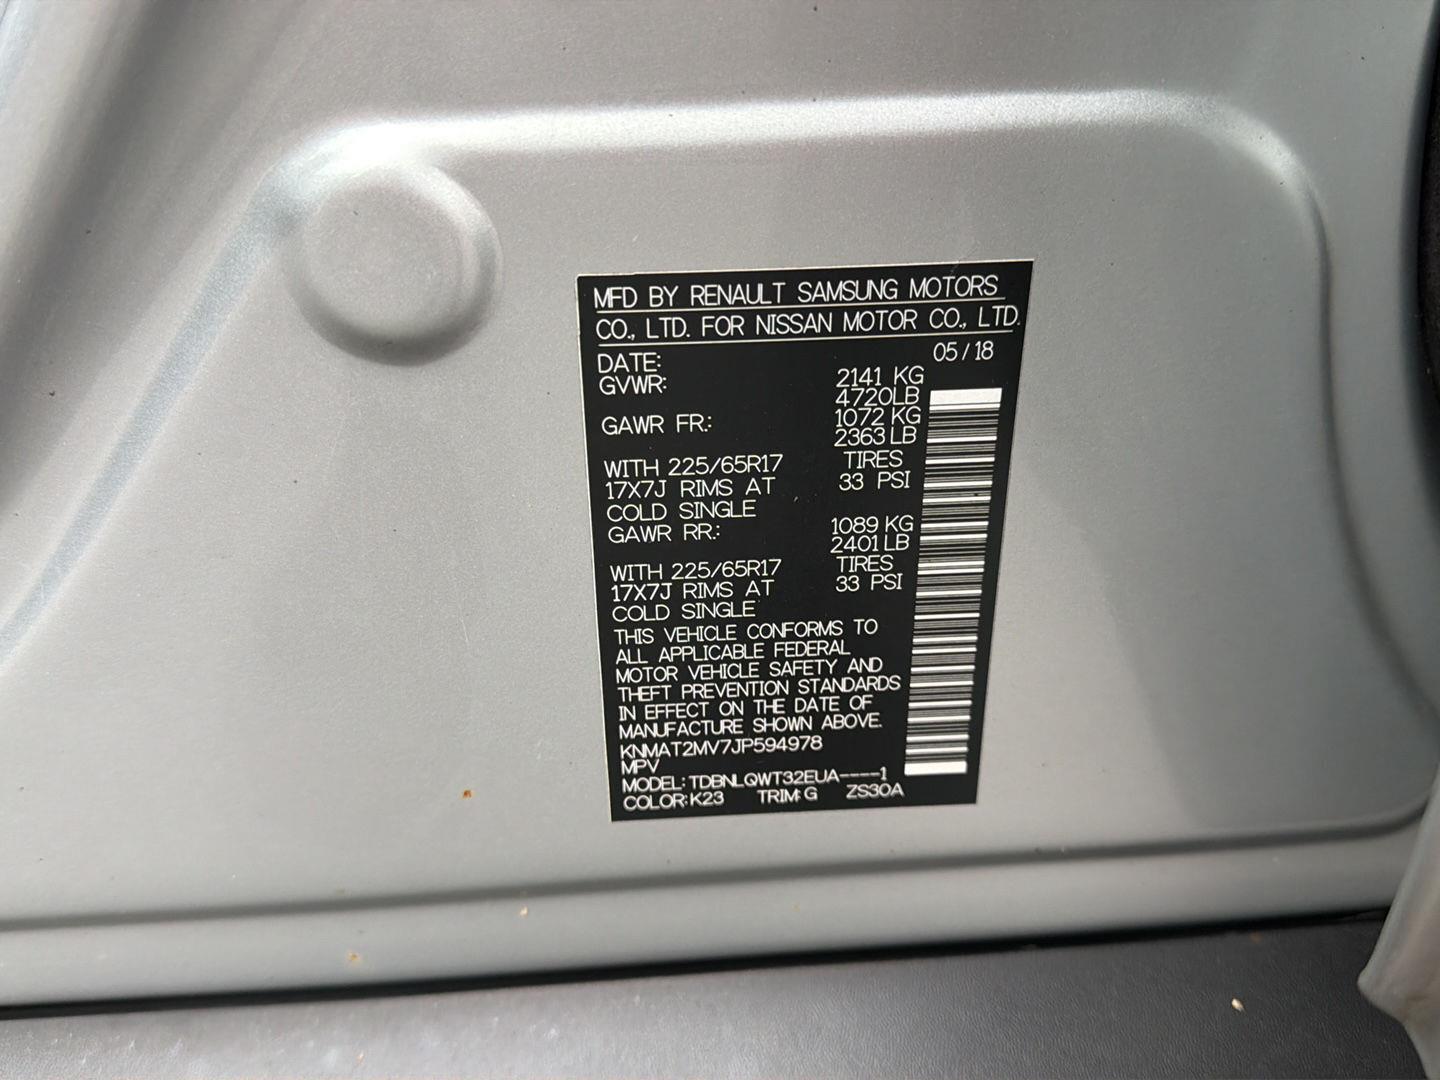 MFD BY RENAULT SAMSUNG MOTORS
CO., LTD. FOR NISSAN MOTOR CO., LTD.
DATE: 05/18
GVWR: 2141 KG
4720LB
GAWR FR.: 1072 KG
2363LB
WITH 225/65R17 TIRES
17X7J RIMS AT 33 PSI
COLD SINGLE
GAWR RR.: 1089 KG
2401LB
WITH 225/65R17 TIRES
17X7J RIMS AT 33 PSI
COLD SINGLE
THIS VEHICLE CONFORMS TO
ALL APPLICABLE FEDERAL
MOTOR VEHICLE SAFETY AND
THEFT PREVENTION STANDARDS
IN EFFECT ON THE DATE OF
MANUFACTURE SHOWN ABOVE.
KNMAT2MV7JP594978
MPV
MODEL: TDBNLQWT32EUA----1
COLOR:K23 TRIM:G ZS30A